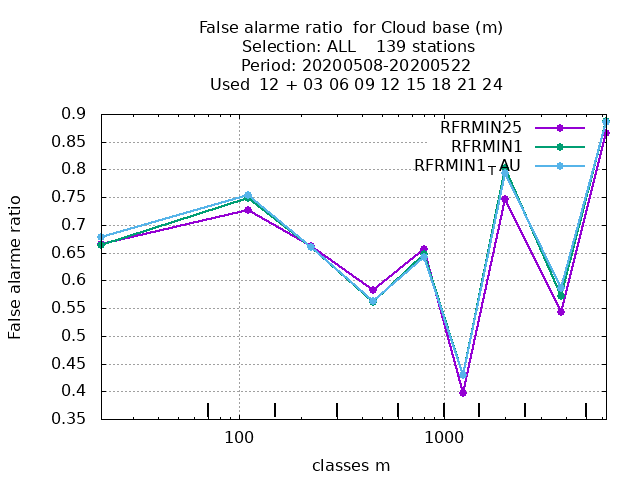 False alarme ratio  for Cloud base (m)
Selection: ALL    139 stations
Period: 20200508-20200522
Used  12 + 03 06 09 12 15 18 21 24
RFRMIN25
RFRMIN1
RFRMIN1_TAU
0.9
0.85
0.8
0.75
0.7
0.65
0.6
0.55
0.5
0.45
0.4
0.35
False alarme ratio
100
1000
classes m